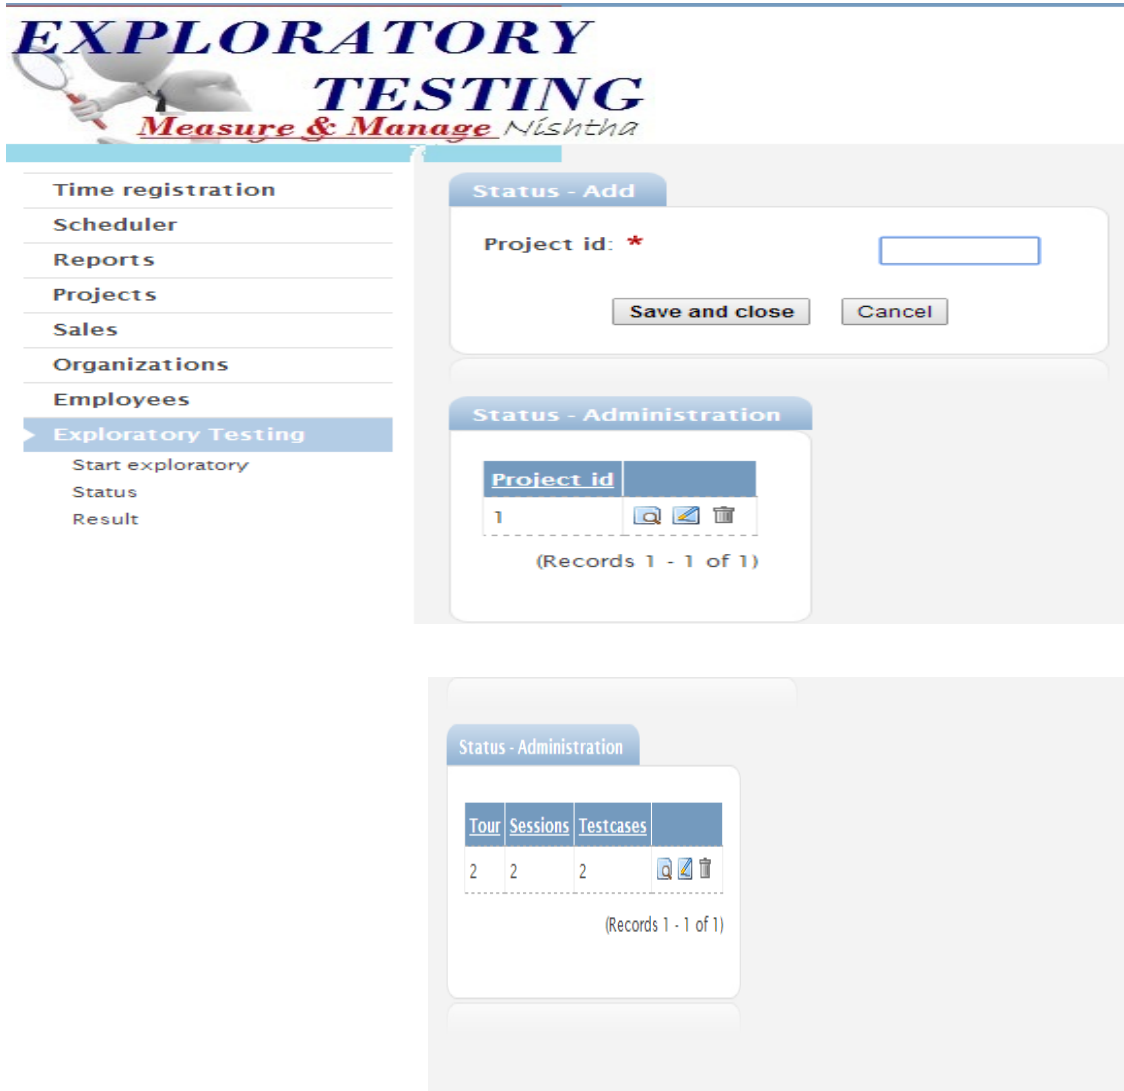 EXPLORATORY
TESTING
Measure & Manage Nishtha
Time registration
Scheduler
Reports
Projects
Sales
Organizations
Employees
Exploratory Testing
Start exploratory
Status
Result
Status - Add
Project id: *
Save and close Cancel
Status - Administration
Project id
1
(Records 1 - 1 of 1)
Status - Administration
Tour Sessions Testcases
2 2 2
(Records 1 - 1 of 1)